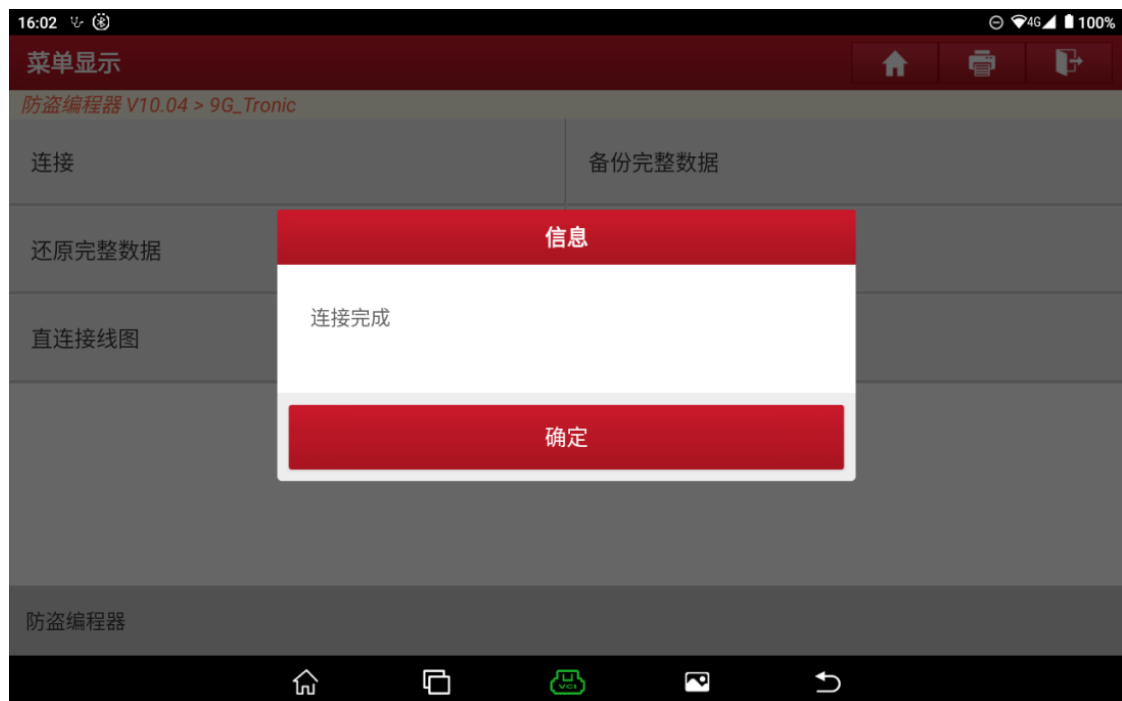 16:02
4G
100%
菜单显示
防盗编程器 V10.04 > 9G_Tronic
连接
备份完整数据
还原完整数据
直连接线图
信息
连接完成
确定
防盗编程器
VCI